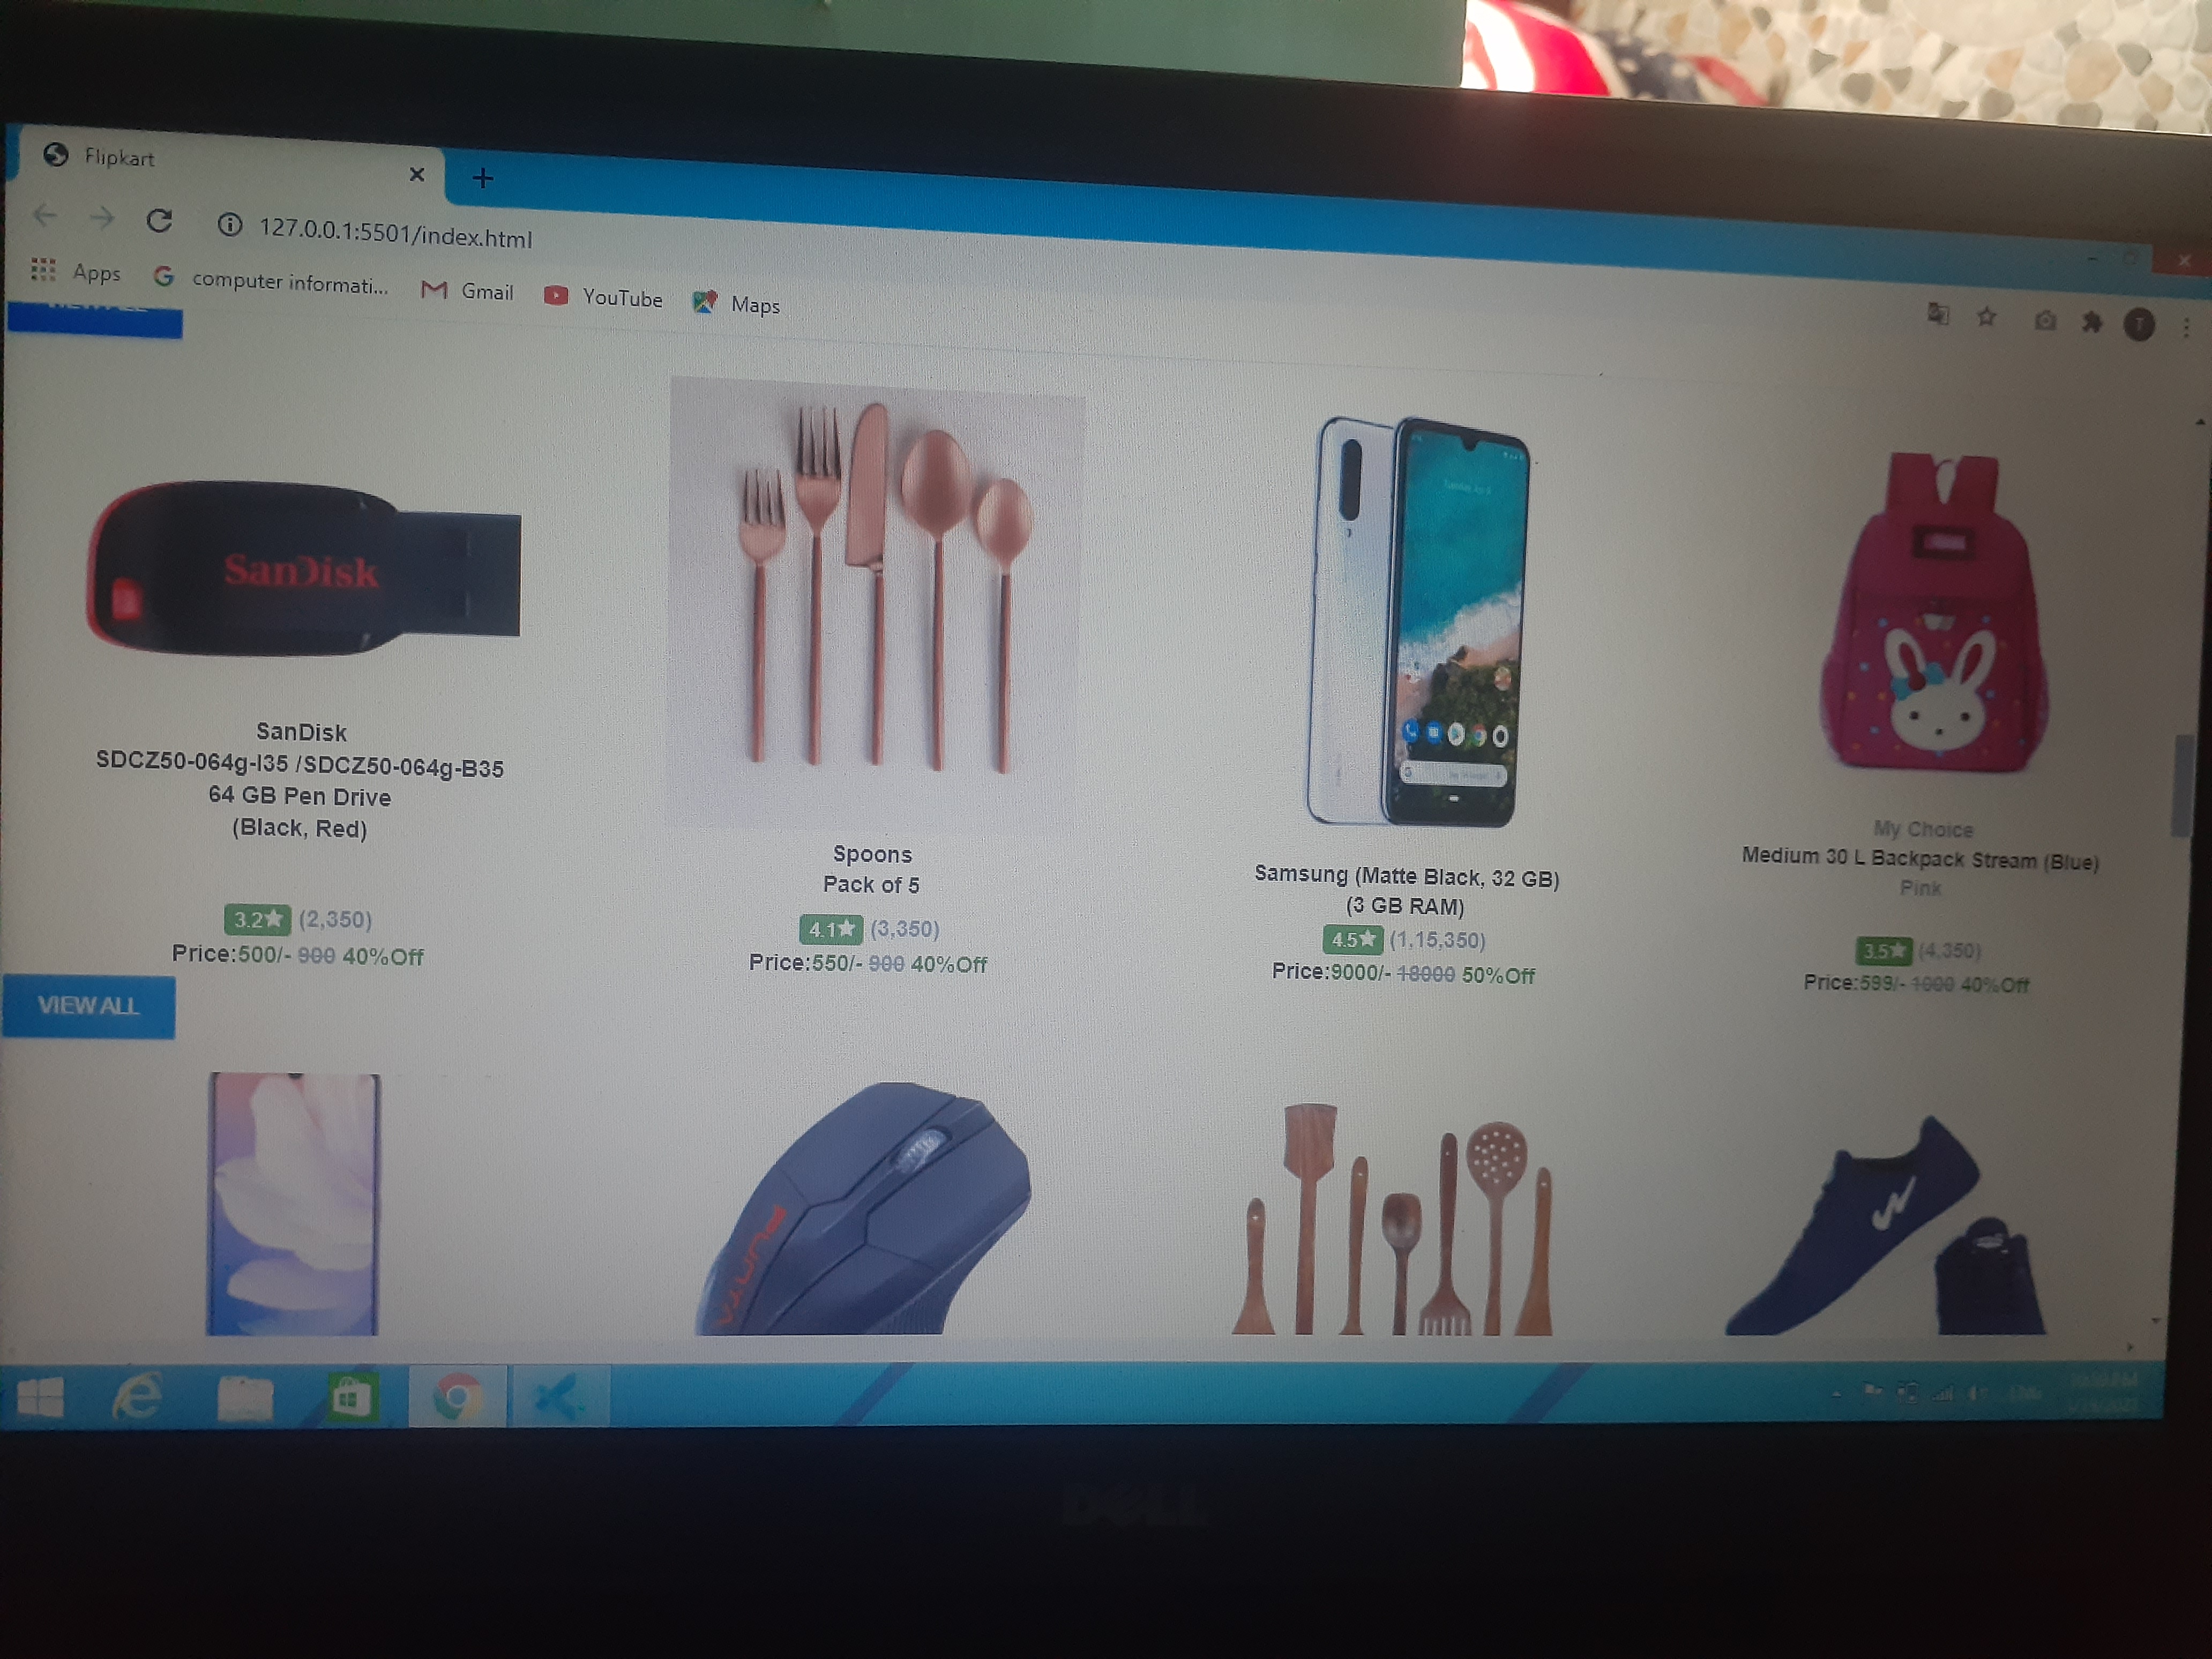 Flipkart
127.0.0.1:5501/index.html
Apps
computer informati...
Gmail
YouTube
Maps
T
SanDisk
SanDisk
SDCZ50-064g-I35 /SDCZ50-064g-B35
64 GB Pen Drive
(Black, Red)
3.2★ (2,350)
Price:500/- 900 40%Off
Spoons
Pack of 5
4.1★ (3,350)
Price:550/- 900 40%Off
Samsung (Matte Black, 32 GB)
(3 GB RAM)
4.5★ (1,15,350)
Price:9000/- 18000 50%Off
My Choice
Medium 30 L Backpack Stream (Blue)
Pink
3.5★ (4,350)
Price:599/- 1000 40%Off
VIEW ALL
PUNTA
DELL